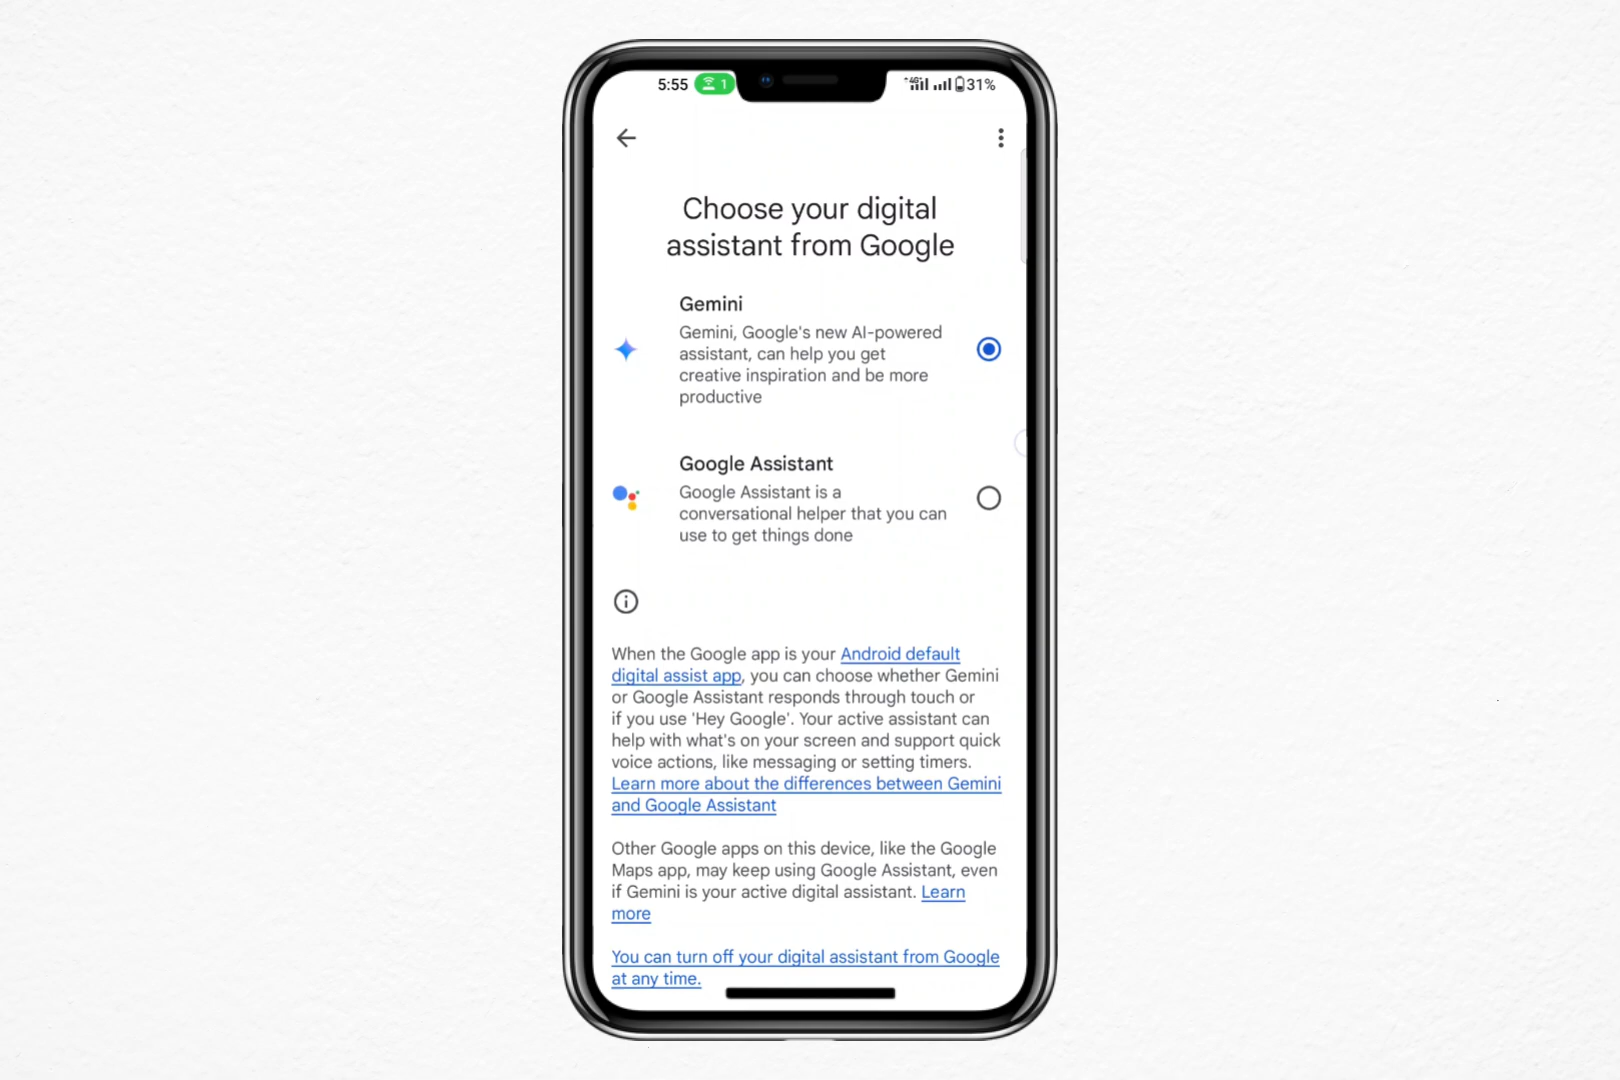 5:55 1 4G+ 31%
Choose your digital
assistant from Google
Gemini
Gemini, Google's new AI-powered
assistant, can help you get
creative inspiration and be more
productive
Google Assistant
Google Assistant is a
conversational helper that you can
use to get things done
When the Google app is your Android default
digital assist app, you can choose whether Gemini
or Google Assistant responds through touch or
if you use 'Hey Google'. Your active assistant can
help with what's on your screen and support quick
voice actions, like messaging or setting timers.
Learn more about the differences between Gemini
and Google Assistant
Other Google apps on this device, like the Google
Maps app, may keep using Google Assistant, even
if Gemini is your active digital assistant. Learn
more
You can turn off your digital assistant from Google
at any time.